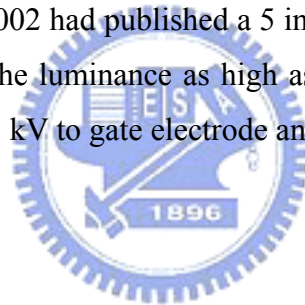 002 had published a 5 in
he luminance as high as
kV to gate electrode an
E S A
1896